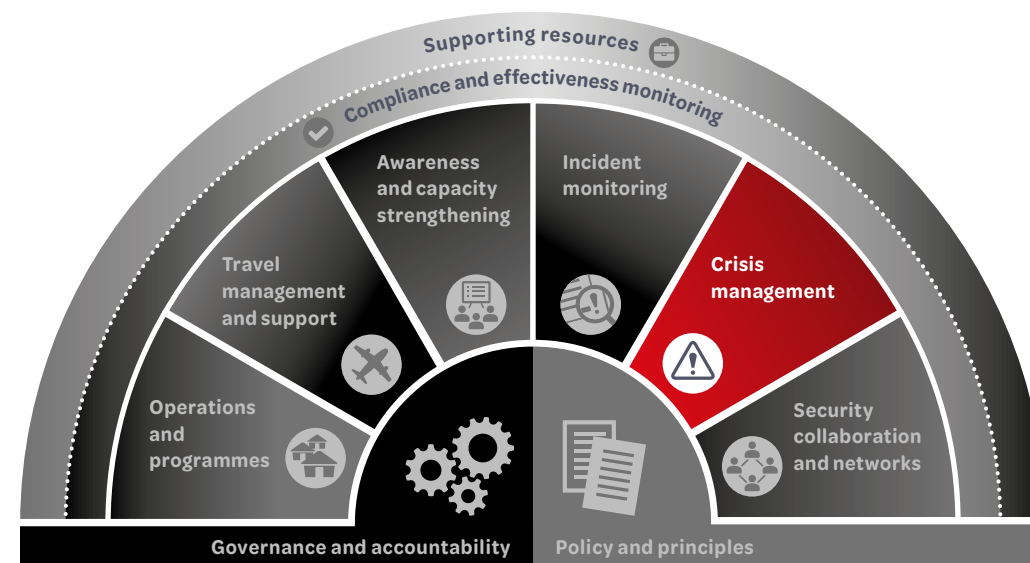 Supporting resources
Compliance and effectiveness monitoring
Awareness
and capacity
strengthening
Incident
monitoring
Travel
management
and support
Crisis
management
Operations
and
programmes
Security
collaboration
and networks
Governance and accountability
Policy and principles